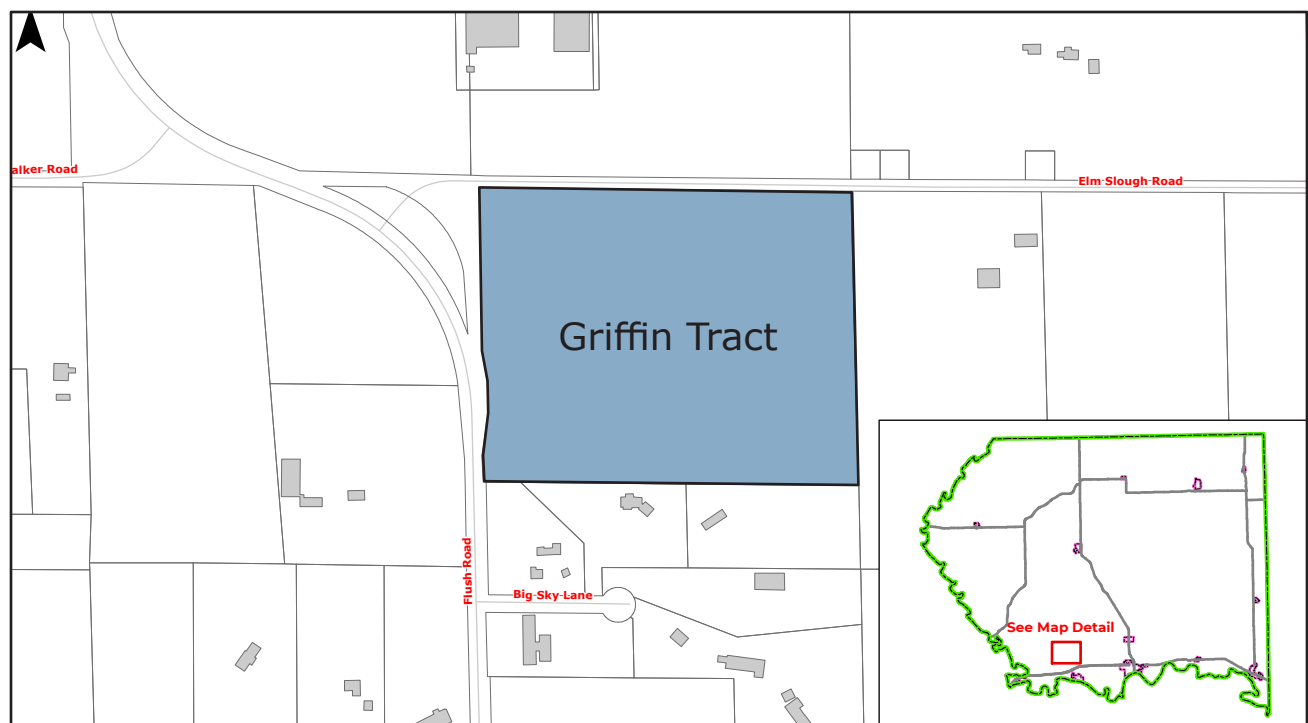 alker Road
Elm Slough Road
Griffin Tract
Flush Road
Big Sky Lane
See Map Detail